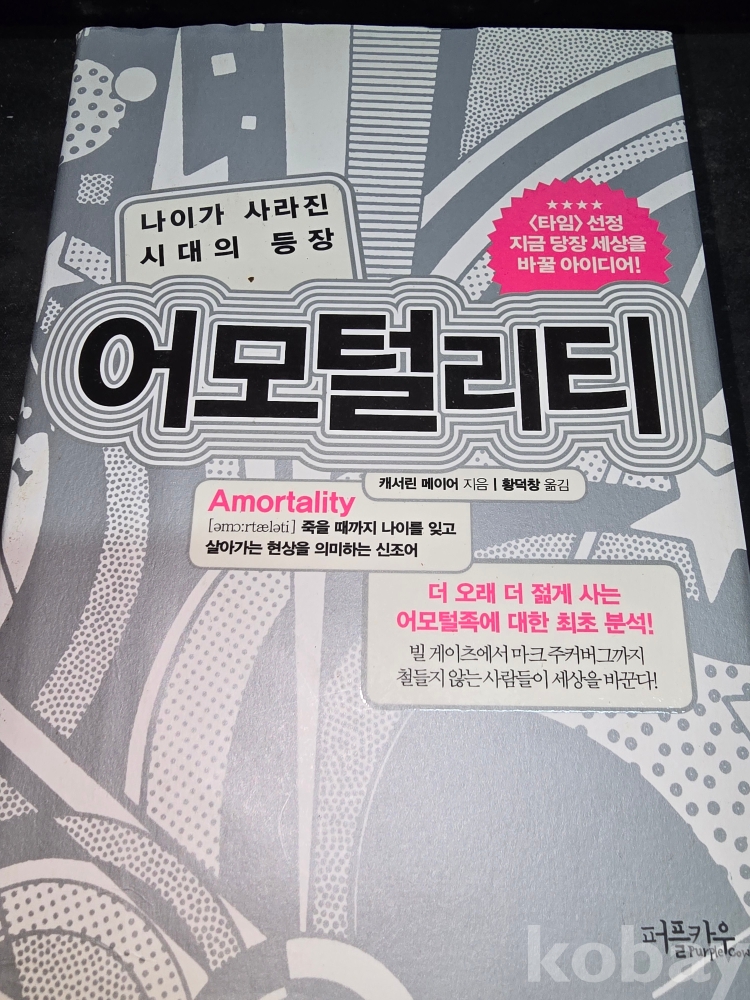 나이가 사라진
시대의 등장
★★★★
〈타임〉 선정
지금 당장 세상을
바꿀 아이디어!
어모털리티
캐서린 메이어 지음 | 황덕창 옮김
Amortality
[əmɔ:rtæləti] 죽을 때까지 나이를 잊고
살아가는 현상을 의미하는 신조어
더 오래 더 젊게 사는
어모털족에 대한 최초 분석!
빌 게이츠에서 마크 주커버그까지
철들지 않는 사람들이 세상을 바꾼다!
퍼플카우
Purple Cow
kobay